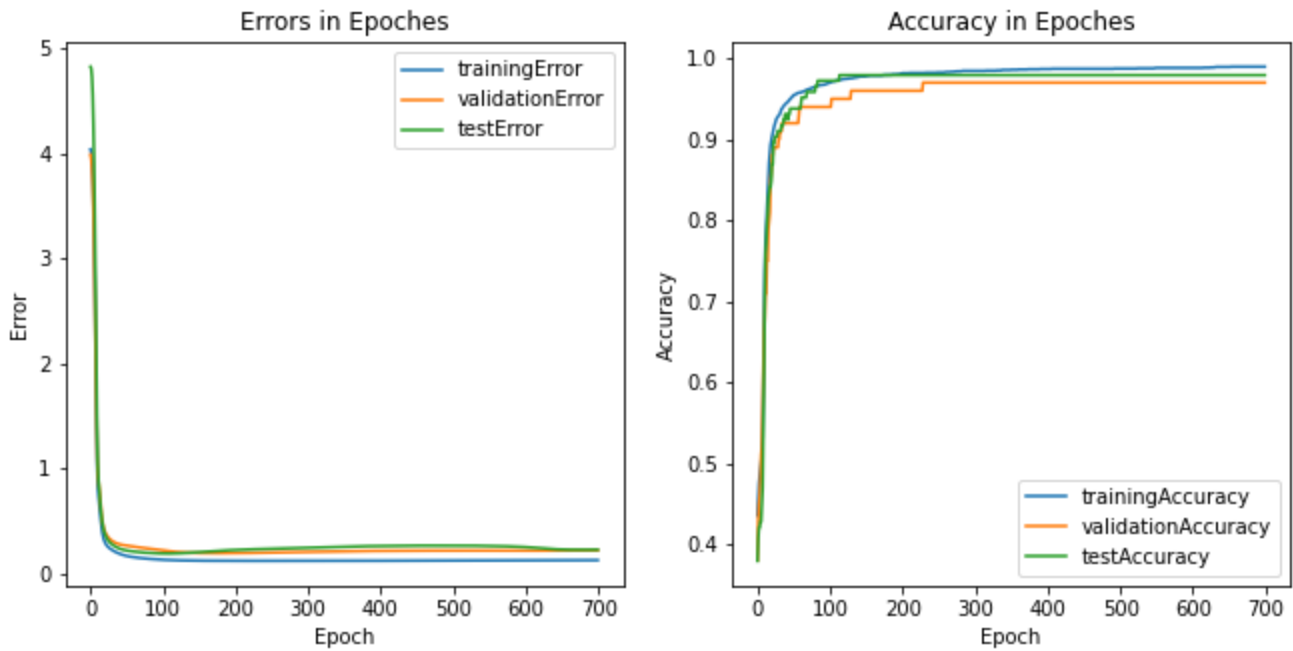 Errors in Epoches
5
4
3
2
1
0
Error
trainingError
validationError
testError
0 100 200 300 400 500 600 700
Epoch
Accuracy in Epoches
1.0
0.9
0.8
0.7
0.6
0.5
0.4
Accuracy
trainingAccuracy
validationAccuracy
testAccuracy
0 100 200 300 400 500 600 700
Epoch